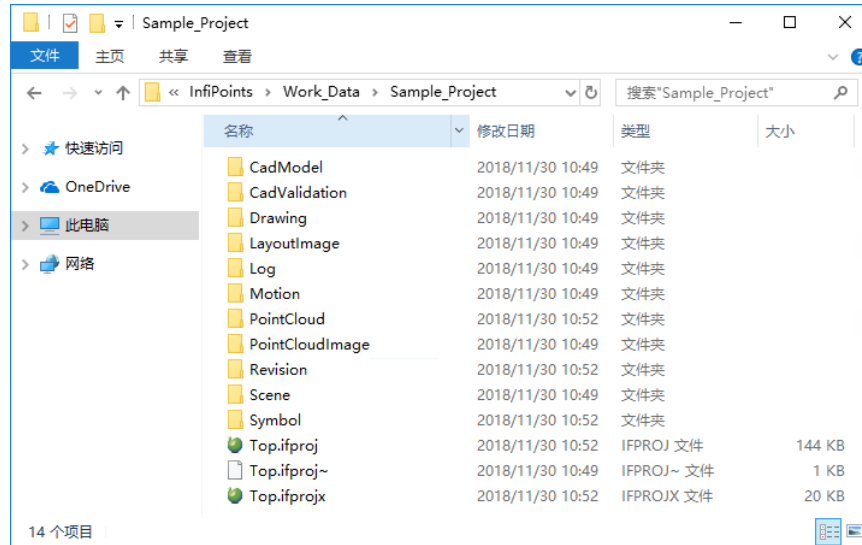 Sample_Project
文件 主页 共享 查看
« InfiPoints › Work_Data › Sample_Project 搜索"Sample_Project"
名称 修改日期 类型 大小
快速访问
OneDrive
此电脑
网络
CadModel 2018/11/30 10:49 文件夹
CadValidation 2018/11/30 10:49 文件夹
Drawing 2018/11/30 10:49 文件夹
LayoutImage 2018/11/30 10:49 文件夹
Log 2018/11/30 10:49 文件夹
Motion 2018/11/30 10:49 文件夹
PointCloud 2018/11/30 10:52 文件夹
PointCloudImage 2018/11/30 10:49 文件夹
Revision 2018/11/30 10:52 文件夹
Scene 2018/11/30 10:49 文件夹
Symbol 2018/11/30 10:52 文件夹
Top.ifproj 2018/11/30 10:52 IFPROJ 文件 144 KB
Top.ifproj~ 2018/11/30 10:49 IFPROJ~ 文件 1 KB
Top.ifprojx 2018/11/30 10:52 IFPROJX 文件 20 KB
14 个项目